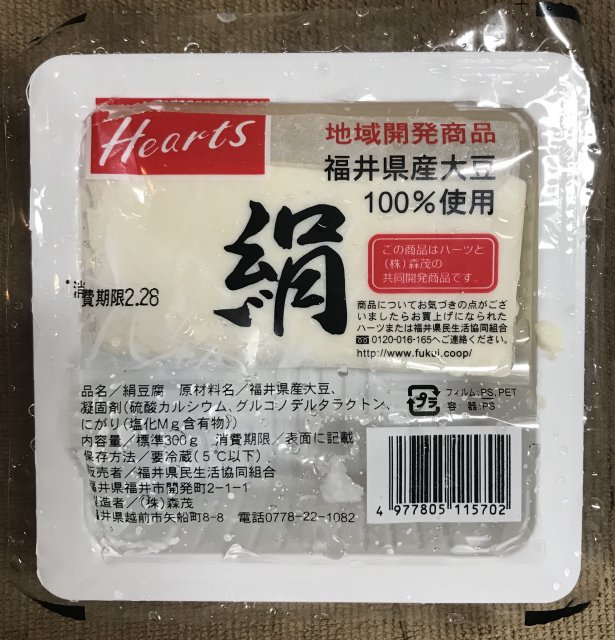 Hearts
地域開発商品
福井県産大豆
100%使用
絹
この商品はハーツと
(株)森茂の
共同開発商品です。
消費期限2.28
商品についてお気づきの点がござ
いましたらお買上げになられた
ハーツまたは福井県民生活協同組合
☎0120-016-165へご連絡ください。
http://www.fukui.coop/
品名/絹豆腐 原材料名/福井県産大豆、
凝固剤(硫酸カルシウム、グルコノデルタラクトン、
にがり(塩化Mg含有物))
内容量/標準300g 消費期限/表面に記載
保存方法/要冷蔵(5℃以下)
販売者/福井県民生活協同組合
福井県福井市開発町2-1-1
製造者/(株)森茂
福井県越前市矢船町8-8 電話0778-22-1082
プラ
フィルム:PS,PET
容器:PS
4 977805 115702